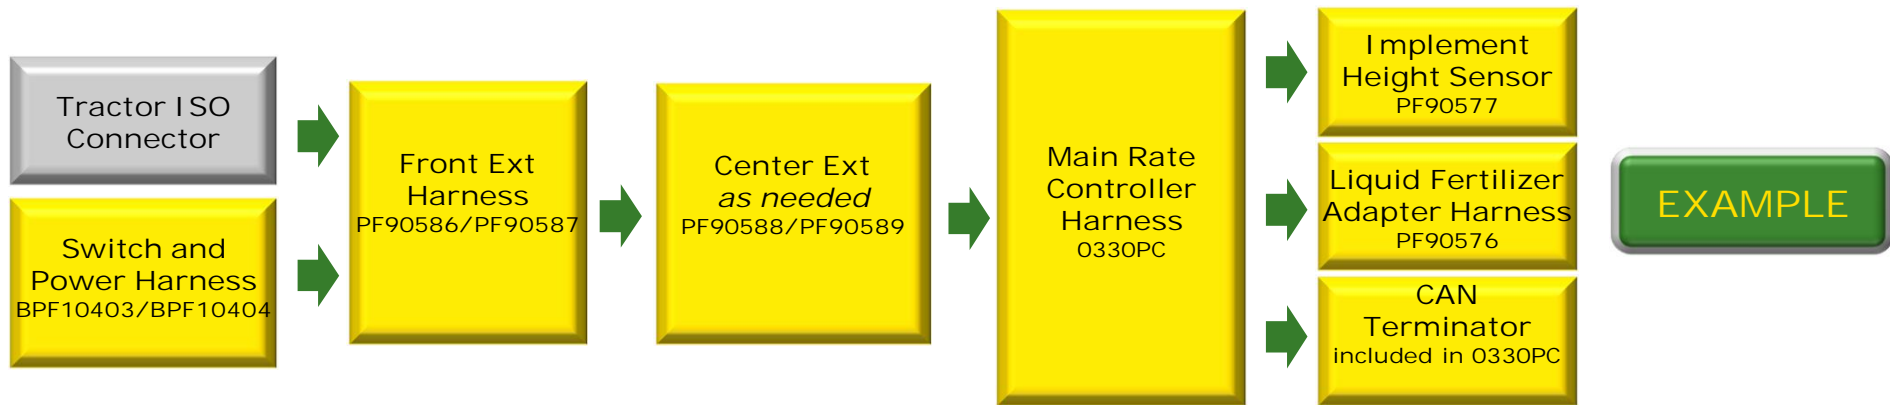 Tractor ISO
Connector
Switch and
Power Harness
BPF10403/BPF10404
Front Ext
Harness
PF90586/PF90587
Center Ext
as needed
PF90588/PF90589
Main Rate
Controller
Harness
0330PC
Implement
Height Sensor
PF90577
Liquid Fertilizer
Adapter Harness
PF90576
CAN
Terminator
included in 0330PC
EXAMPLE